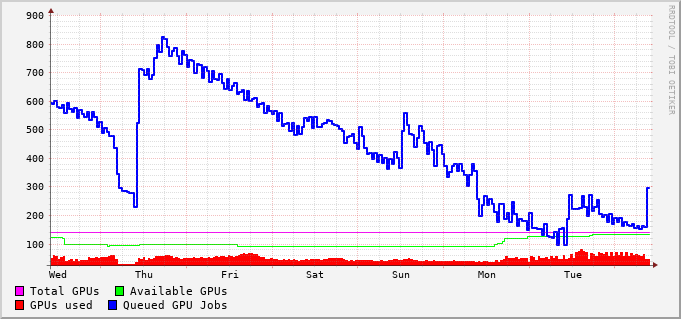 900
800
700
600
500
400
300
200
100
Wed Thu Fri Sat Sun Mon Tue
Total GPUs Available GPUs
GPUs used Queued GPU Jobs
RRDTOOL / TOBI OETIKER